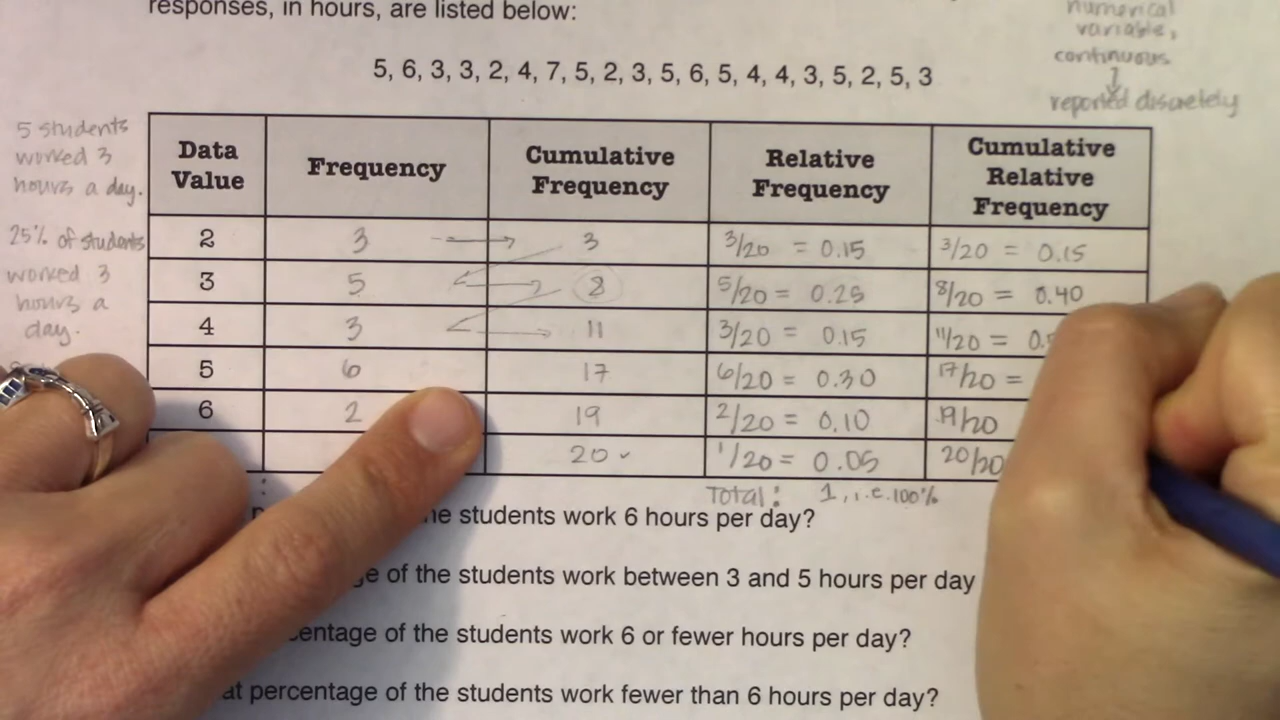 responses, in hours, are listed below:
numerical
variable,
continuous
reported discretely
5, 6, 3, 3, 2, 4, 7, 5, 2, 3, 5, 6, 5, 4, 4, 3, 5, 2, 5, 3
5 students
worked 3
hours a day.
25% of students
worked 3
hours a
day.
Data Value Frequency Cumulative Frequency Relative Frequency Cumulative Relative Frequency
2 3 3 3/20 = 0.15 3/20 = 0.15
3 5 8 5/20 = 0.25 8/20 = 0.40
4 3 11 3/20 = 0.15 11/20 = 0.
5 6 17 6/20 = 0.30 17/20 =
6 2 19 2/20 = 0.10 19/20
20 1/20 = 0.05 20/20
Total: 1, i.e. 100%
the students work 6 hours per day?
of the students work between 3 and 5 hours per day
percentage of the students work 6 or fewer hours per day?
percentage of the students work fewer than 6 hours per day?